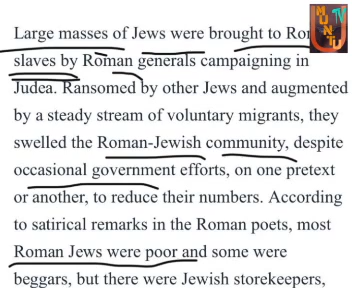 Large masses of Jews were brought to Ro
slaves by Roman generals campaigning in
Judea. Ransomed by other Jews and augmented
by a steady stream of voluntary migrants, they
swelled the Roman-Jewish community, despite
occasional government efforts, on one pretext
or another, to reduce their numbers. According
to satirical remarks in the Roman poets, most
Roman Jews were poor and some were
beggars, but there were Jewish storekeepers,
MUNTU
TV